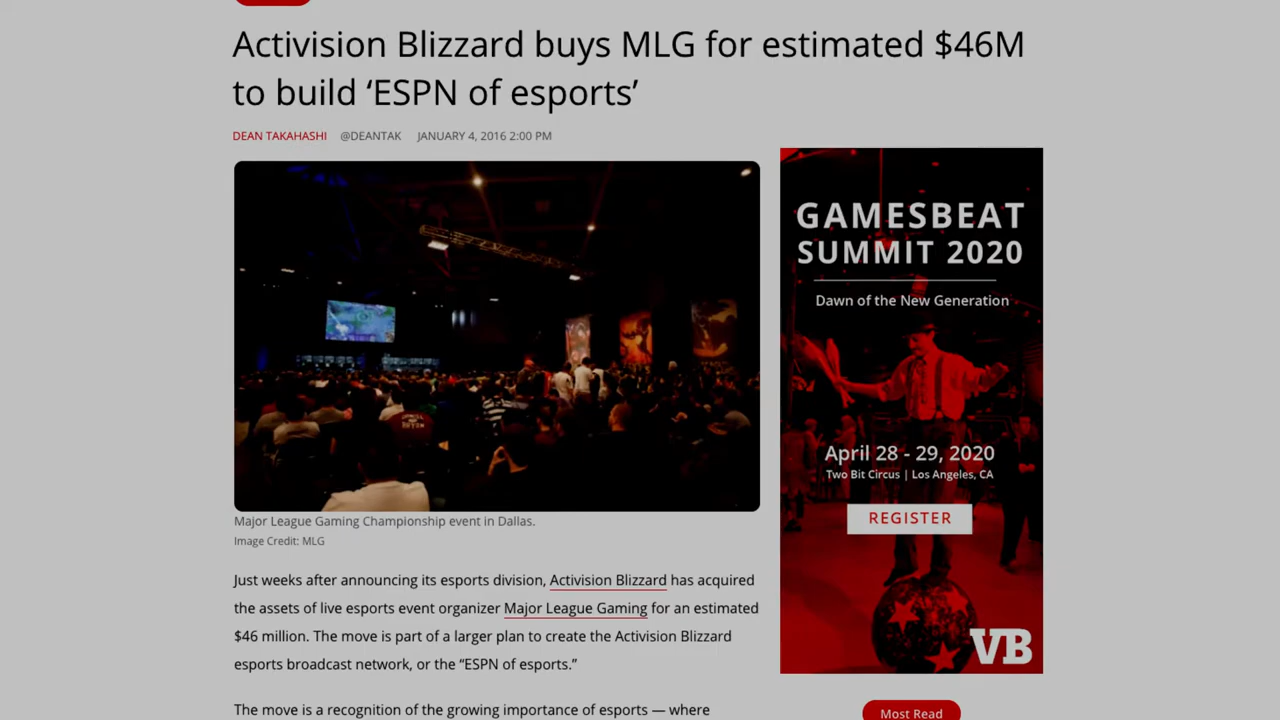 Activision Blizzard buys MLG for estimated $46M
to build ‘ESPN of esports’
DEAN TAKAHASHI @DEANTAK JANUARY 4, 2016 2:00 PM
Major League Gaming Championship event in Dallas.
Image Credit: MLG
Just weeks after announcing its esports division, Activision Blizzard has acquired
the assets of live esports event organizer Major League Gaming for an estimated
$46 million. The move is part of a larger plan to create the Activision Blizzard
esports broadcast network, or the “ESPN of esports.”
The move is a recognition of the growing importance of esports — where
GAMESBEAT
SUMMIT 2020
Dawn of the New Generation
April 28 - 29, 2020
Two Bit Circus | Los Angeles, CA
REGISTER
VB
Most Read